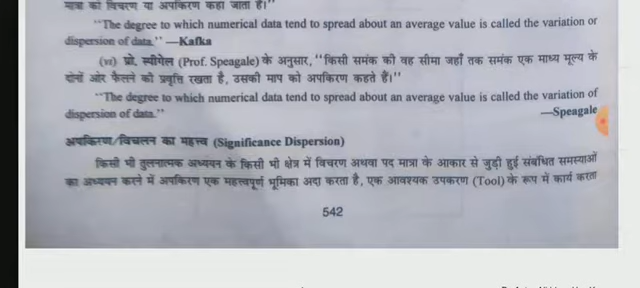 मात्रा को विचरण या अपकिरण कहा जाता है।"
"The degree to which numerical data tend to spread about an average value is called the variation or
dispersion of data." —Kafka
(vi) प्रो. स्पीगेल (Prof. Speagale) के अनुसार, "किसी समंक को वह सीमा जहाँ तक समंक एक माध्य मूल्य के
दोनों ओर फैलने की प्रवृत्ति रखता है, उसकी माप को अपकिरण कहते हैं।"
"The degree to which numerical data tend to spread about an average value is called the variation of
dispersion of data." —Speagale
अपकिरण/विचलन का महत्त्व (Significance Dispersion)
किसी भी तुलनात्मक अध्ययन के किसी भी क्षेत्र में विचरण अथवा पद मात्रा के आकार से जुड़ी हुई संबंधित समस्याओं
का अध्ययन करने में अपकिरण एक महत्त्वपूर्ण भूमिका अदा करता है, एक आवश्यक उपकरण (Tool) के रूप में कार्य करता
542